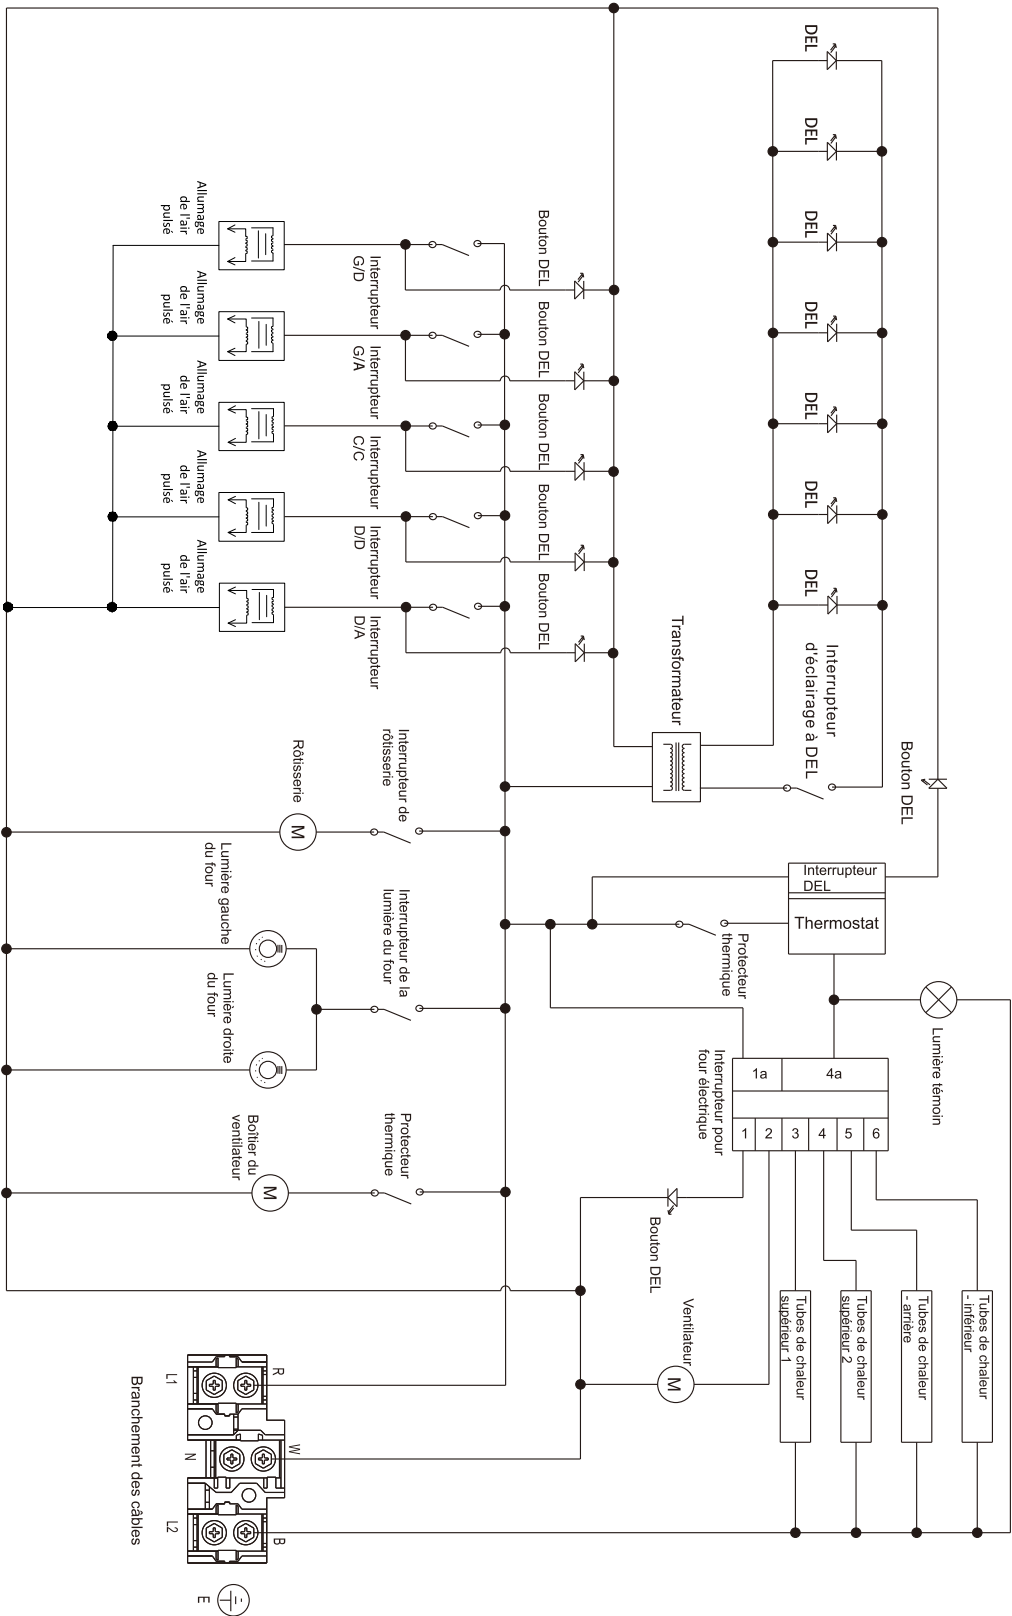 DEL
DEL
DEL
DEL
DEL
DEL
DEL
Interrupteur
d'éclairage à DEL
Bouton DEL
Transformateur
Bouton DEL
Bouton DEL
Bouton DEL
Bouton DEL
Bouton DEL
Interrupteur
G/D
Interrupteur
G/A
Interrupteur
C/C
Interrupteur
D/D
Interrupteur
D/A
Allumage
de l'air
pulsé
Allumage
de l'air
pulsé
Allumage
de l'air
pulsé
Allumage
de l'air
pulsé
Allumage
de l'air
pulsé
Interrupteur de
rôtisserie
Rôtisserie
M
Interrupteur
DEL
Thermostat
Protecteur
thermique
Interrupteur de la
lumière du four
Lumière gauche
du four
Lumière droite
du four
Lumière témoin
Interrupteur pour
four électrique
1a
4a
1
2
3
4
5
6
Protecteur
thermique
Boîtier du
ventilateur
M
Bouton DEL
Ventilateur
M
Tubes de chaleur
supérieur 1
Tubes de chaleur
supérieur 2
Tubes de chaleur
- arrière
Tubes de chaleur
- inférieur
R
W
B
L1
N
L2
Branchement des câbles
E